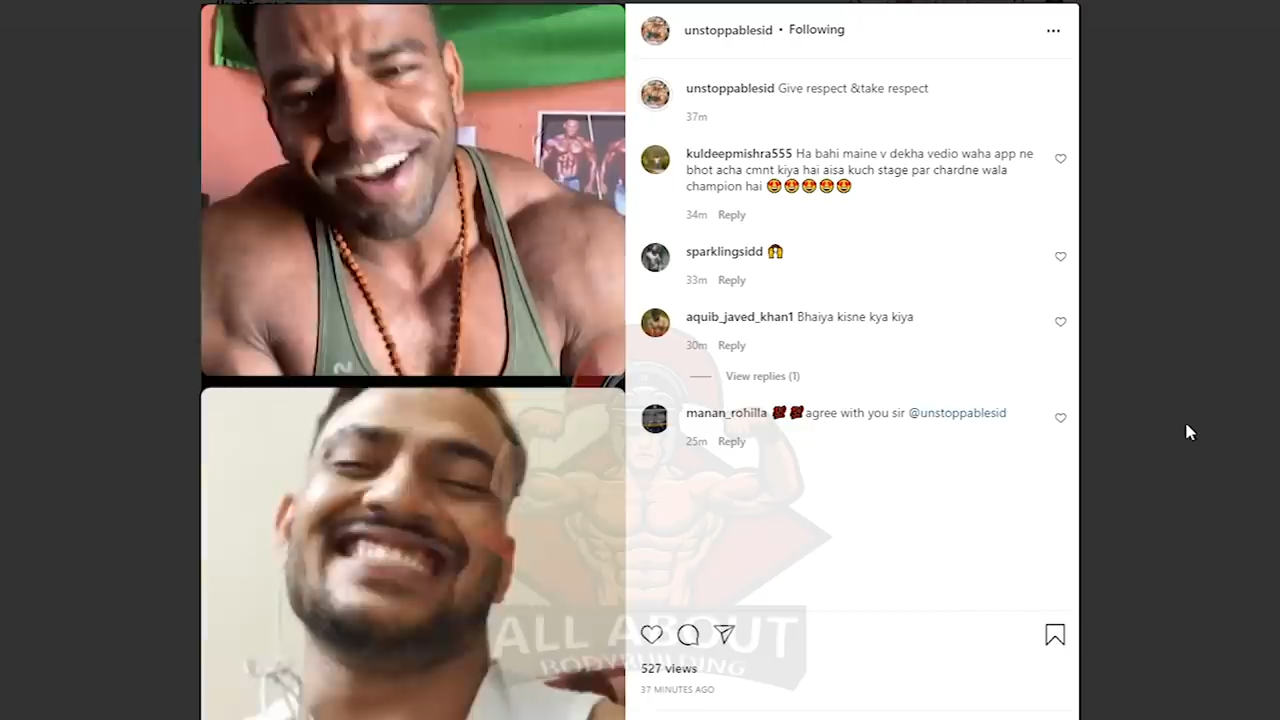 unstoppablesid • Following
unstoppablesid Give respect &take respect
37m
kuldeepmishra555 Ha bahi maine v dekha vedio waha app ne
bhot acha cmnt kiya hai aisa kuch stage par chardne wala
champion hai 😍😍😍😍😍
34m Reply
sparklingsidd 🙌
33m Reply
aquib_javed_khan1 Bhaiya kisne kya kiya
30m Reply
View replies (1)
manan_rohilla 💯 💯 agree with you sir @unstoppablesid
25m Reply
ALL ABOUT
BODYBUILDING
527 views
37 MINUTES AGO